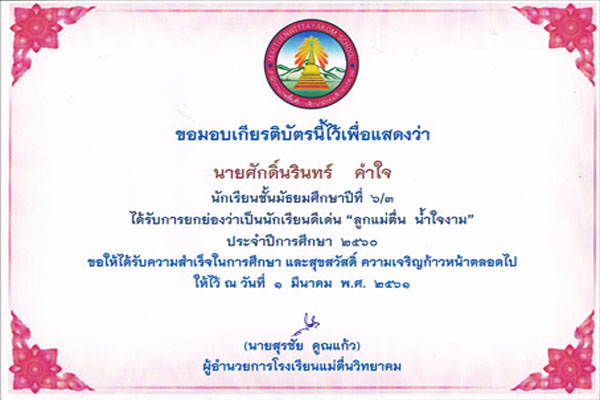 MAETUENWITTAYAKOM SCHOOL
ขอมอบเกียรติบัตรนี้ไว้เพื่อแสดงว่า
นายศักดิ์นรินทร์ คำใจ
นักเรียนชั้นมัธยมศึกษาปีที่ ๖/๓
ได้รับการยกย่องว่าเป็นนักเรียนดีเด่น “ลูกแม่ตื่น น้ำใจงาม”
ประจำปีการศึกษา ๒๕๖๐
ขอให้ได้รับความสำเร็จในการศึกษา และสุขสวัสดิ์ ความเจริญก้าวหน้าตลอดไป
ให้ไว้ ณ วันที่ ๑ มีนาคม พ.ศ. ๒๕๖๑
(นายสุรชัย คูณแก้ว)
ผู้อำนวยการโรงเรียนแม่ตื่นวิทยาคม